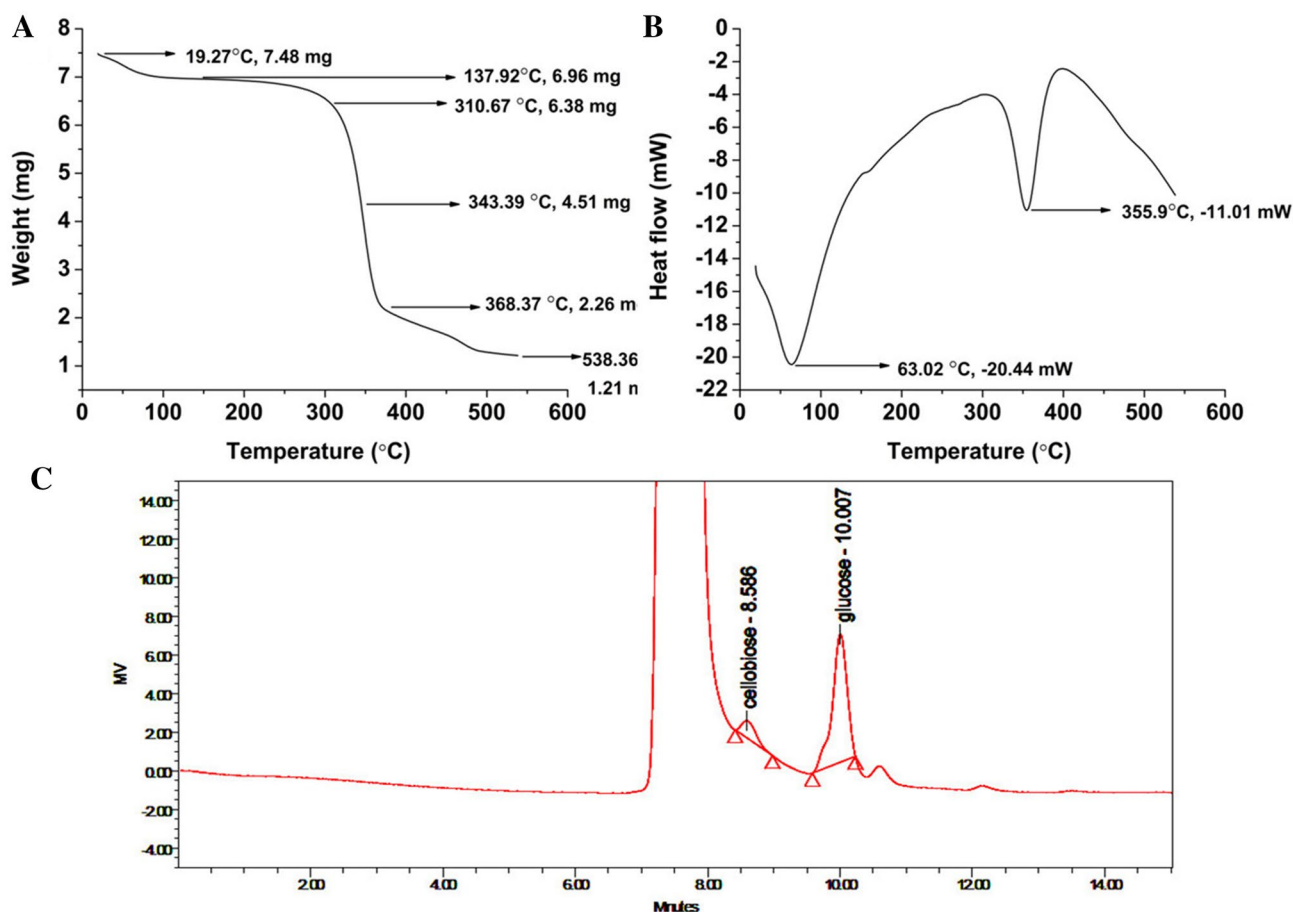 A
8
7
6
5
4
3
2
1
0 100 200 300 400 500 600
Weight (mg)
Temperature (°C)
19.27°C, 7.48 mg
137.92°C, 6.96 mg
310.67 °C, 6.38 mg
343.39 °C, 4.51 mg
368.37 °C, 2.26 m
538.36
1.21 n
B
0
-2
-4
-6
-8
-10
-12
-14
-16
-18
-20
-22
0 100 200 300 400 500 600
Heat flow (mW)
Temperature (°C)
355.9°C, -11.01 mW
63.02 °C, -20.44 mW
C
14.00
12.00
10.00
8.00
6.00
4.00
2.00
0.00
-2.00
-4.00
MV
cellobiose - 8.586
glucose - 10.007
2.00 4.00 6.00 8.00 10.00 12.00 14.00
Minutes